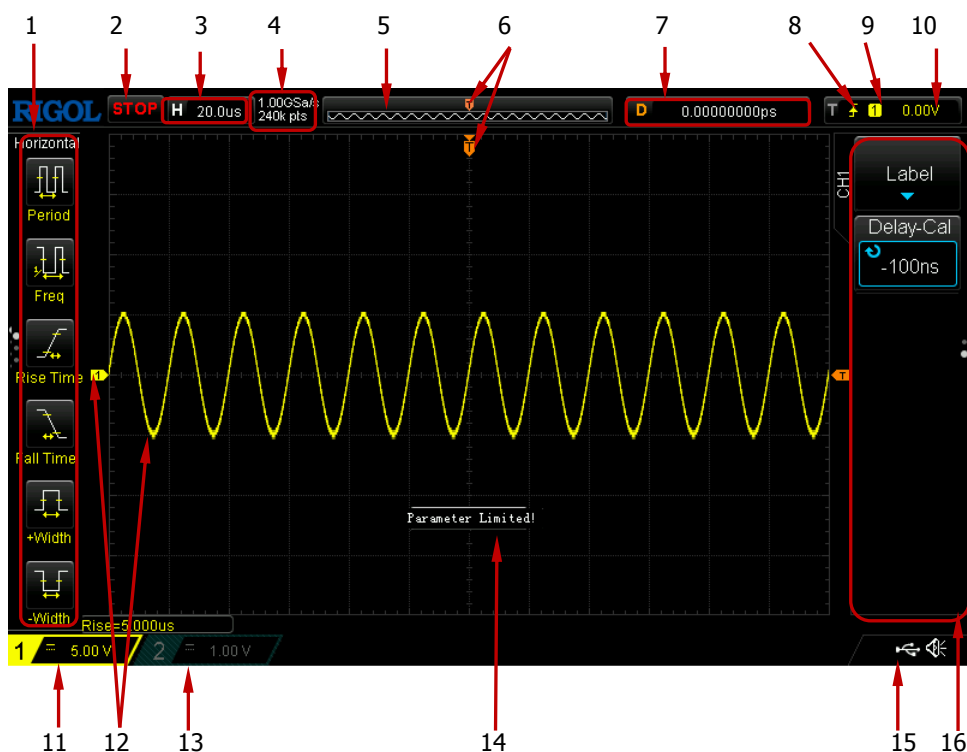 1 2 3 4 5 6 7 8 9 10
RIGOL STOP H 20.0us 1.00GSa/s
240k pts
T
D 0.00000000ps
T 1 0.00V
Horizontal
T
CH1
Label
Period
Delay-Cal
-100ns
Freq
Rise Time
1
T
Fall Time
Parameter Limited!
+Width
-Width
Rise=5.000us
1 5.00 V
2 1.00 V
11 12 13 14 15 16